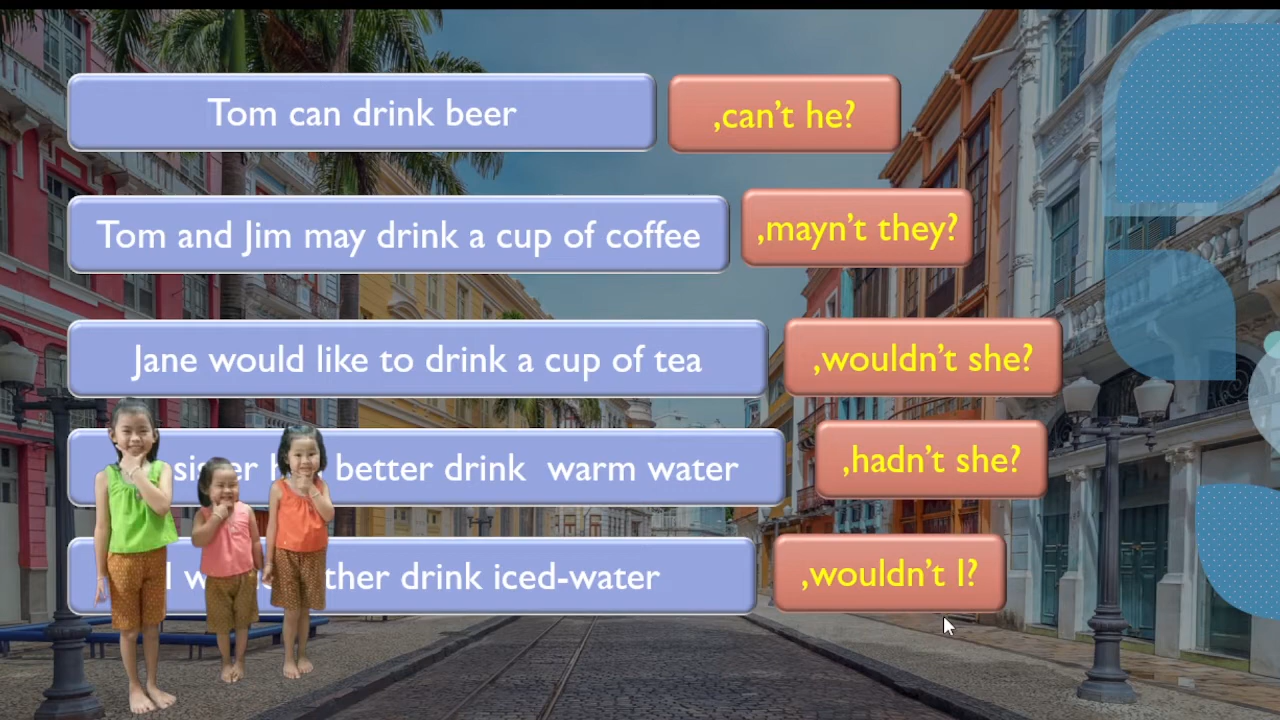 Tom can drink beer ,can't he?
Tom and Jim may drink a cup of coffee ,mayn't they?
Jane would like to drink a cup of tea ,wouldn't she?
sister better drink warm water ,hadn't she?
I drink iced-water ,wouldn't I?